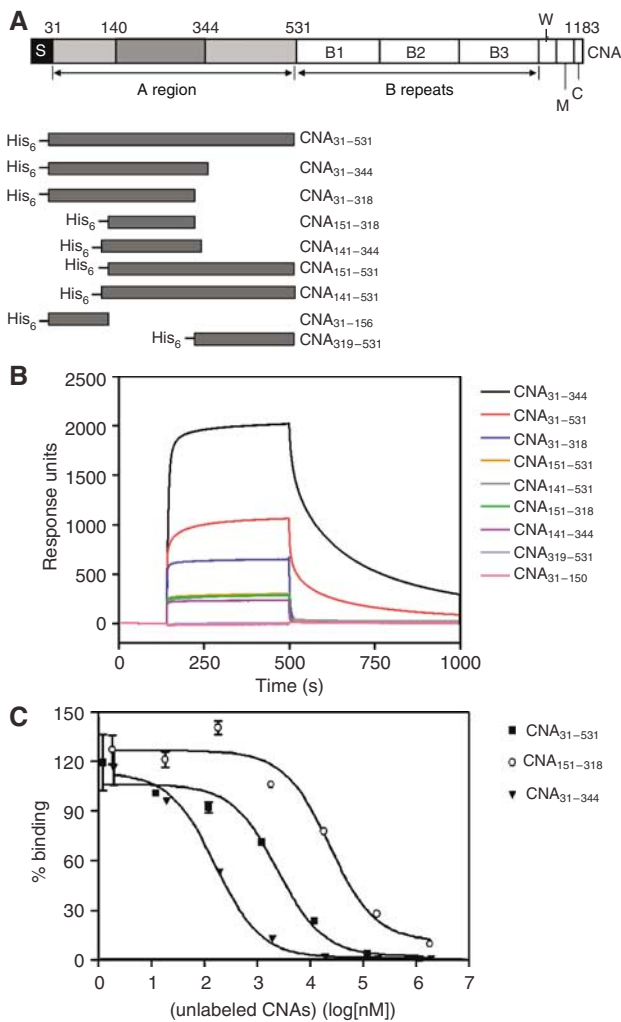 A
31 140 344 531 W 1183
S B1 B2 B3 CNA
A region B repeats M C
His6 CNA31–531
His6 CNA31–344
His6 CNA31–318
His6 CNA151–318
His6 CNA141–344
His6 CNA151–531
His6 CNA141–531
His6 CNA31–156
His6 CNA319–531
B
Response units
2500
2000
1500
1000
500
0
0 250 500 750 1000
Time (s)
CNA31–344
CNA31–531
CNA31–318
CNA151–531
CNA141–531
CNA151–318
CNA141–344
CNA319–531
CNA31–150
C
% binding
150
120
90
60
30
0
0 1 2 3 4 5 6 7
(unlabeled CNAs) (log[nM])
CNA31–531
CNA151–318
CNA31–344